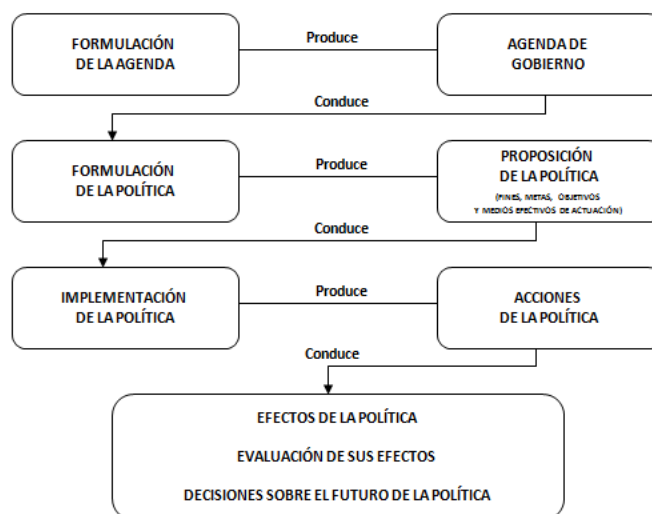 FORMULACIÓN
DE LA AGENDA
Produce
AGENDA DE
GOBIERNO
Conduce
FORMULACIÓN
DE LA POLÍTICA
Produce
PROPOSICIÓN
DE LA POLÍTICA
(FINES, METAS, OBJETIVOS
Y MEDIOS EFECTIVOS DE ACTUACIÓN)
Conduce
IMPLEMENTACIÓN
DE LA POLÍTICA
Produce
ACCIONES
DE LA POLÍTICA
Conduce
EFECTOS DE LA POLÍTICA
EVALUACIÓN DE SUS EFECTOS
DECISIONES SOBRE EL FUTURO DE LA POLÍTICA